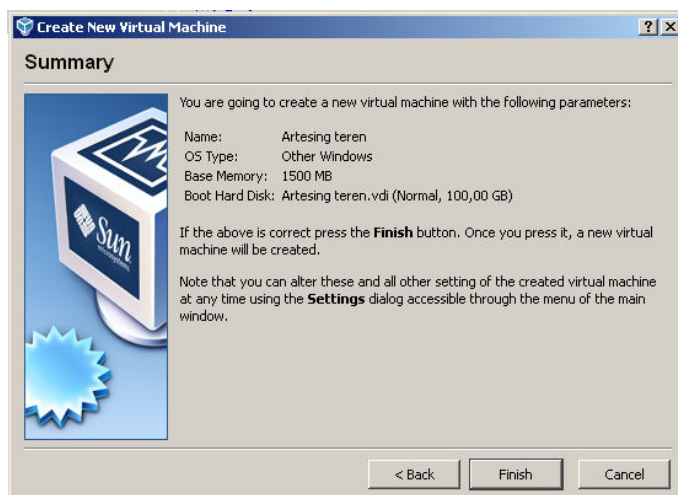 Create New Virtual Machine
Summary
You are going to create a new virtual machine with the following parameters:
Name: Artesing teren
OS Type: Other Windows
Base Memory: 1500 MB
Boot Hard Disk: Artesing teren.vdi (Normal, 100,00 GB)
If the above is correct press the Finish button. Once you press it, a new virtual
machine will be created.
Note that you can alter these and all other setting of the created virtual machine
at any time using the Settings dialog accessible through the menu of the main
window.
Sun
microsystems
< Back Finish Cancel